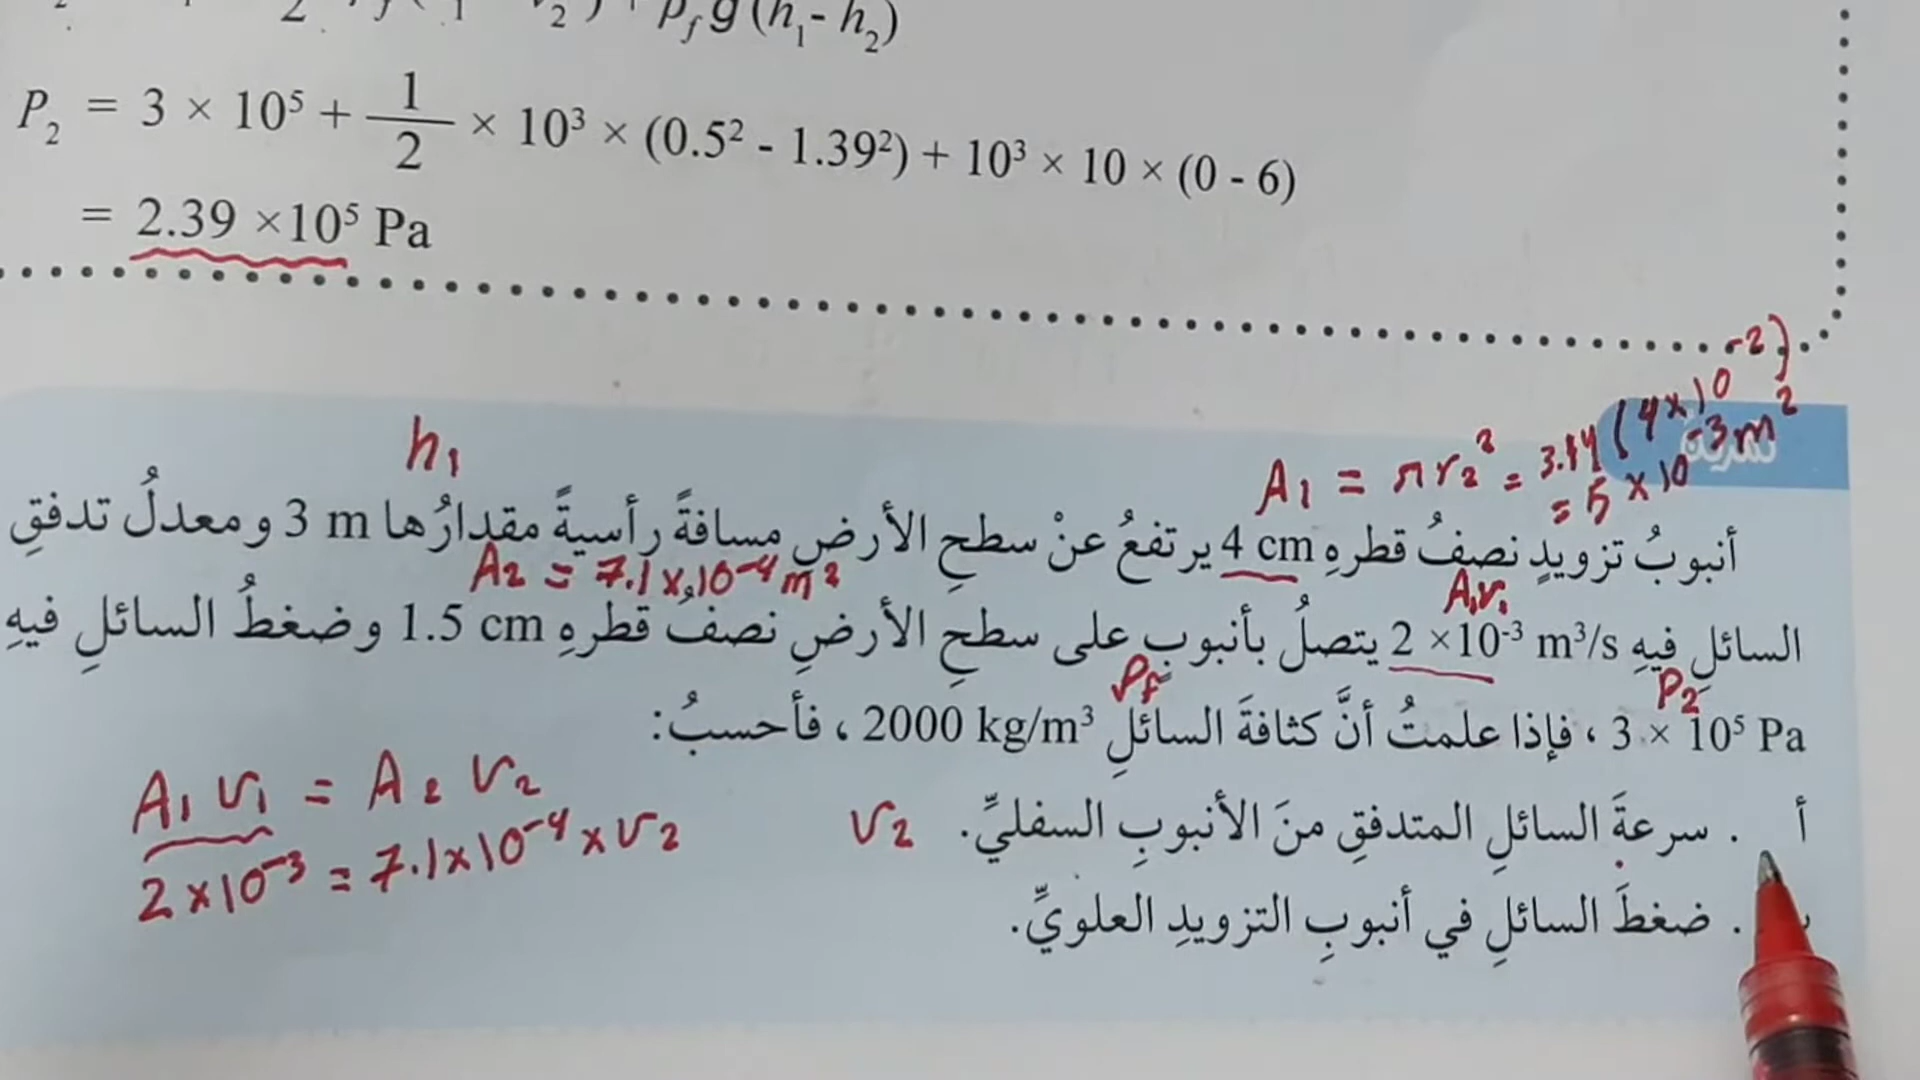 ρf g (h1 - h2)
P2 = 3 × 10⁵ + 1/2 × 10³ × (0.5² - 1.39²) + 10³ × 10 × (0 - 6)
= 2.39 ×10⁵ Pa
h1
A1 = π r2² = 3.14 (4×10⁻²)²
= 5 × 10⁻³ m²
أنبوبُ تزويدٍ نصفُ قطرهِ 4 cm يرتفعُ عنْ سطحِ الأرضِ مسافةً رأسيةً مقدارُها 3 m ومعدلُ تدفقِ
A2 = 7.1 × 10⁻⁴ m²
A1v1
السائلِ فيهِ 2 ×10⁻³ m³/s يتصلُ بأنبوبٍ على سطحِ الأرضِ نصفُ قطرهِ 1.5 cm وضغطُ السائلِ فيهِ
ρf
P2
3 × 10⁵ Pa ، فإذا علمتُ أنَّ كثافةَ السائلِ 2000 kg/m³ ، فأحسبُ:
A1 v1 = A2 v2
أ . سرعةَ السائلِ المتدفقِ منَ الأنبوبِ السفليِّ. v2
2×10⁻³ = 7.1×10⁻⁴ × v2
. ضغطَ السائلِ في أنبوبِ التزويدِ العلويِّ.